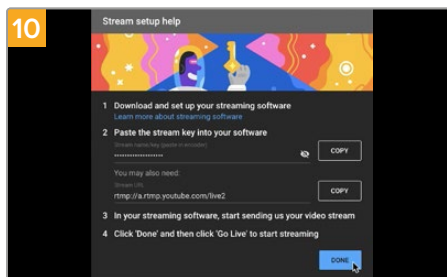 10
Stream setup help
1 Download and set up your streaming software
Learn more about streaming software
2 Paste the stream key into your software
Stream name/key (paste in encoder)
••••••••••••••••••••
COPY
You may also need:
Stream URL
rtmp://a.rtmp.youtube.com/live2
COPY
3 In your streaming software, start sending us your video stream
4 Click 'Done' and then click 'Go Live' to start streaming
DONE